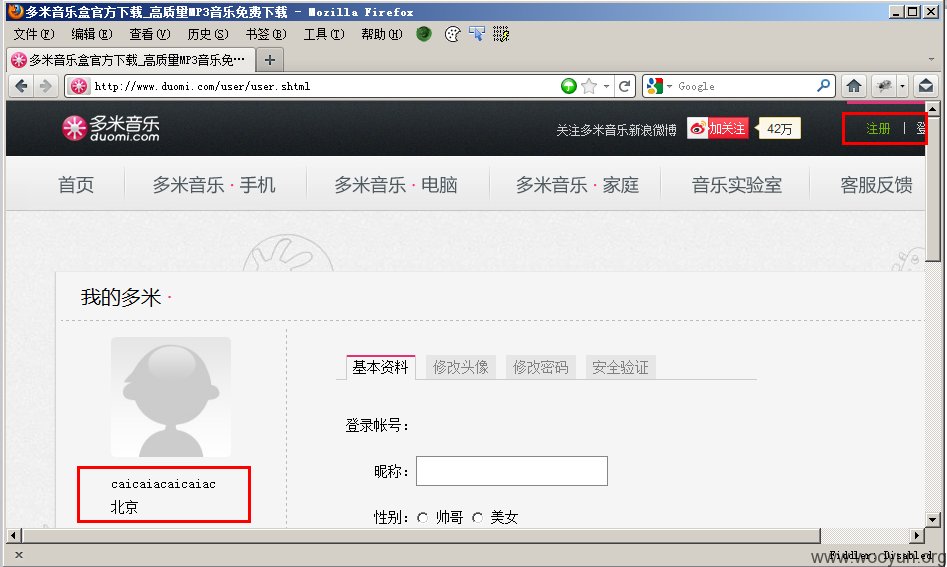 多米音乐盒官方下载_高质量MP3音乐免费下载 - Mozilla Firefox
文件(F) 编辑(E) 查看(V) 历史(S) 书签(B) 工具(T) 帮助(H)
多米音乐盒官方下载_高质量MP3音乐免…
http://www.duomi.com/user/user.shtml Google
多米音乐
duomi.com
关注多米音乐新浪微博 加关注 42万 注册 | 登
首页 多米音乐·手机 多米音乐·电脑 多米音乐·家庭 音乐实验室 客服反馈
我的多米·
基本资料 修改头像 修改密码 安全验证
登录帐号:
昵称:
caicaiacaicaiac
北京
性别: 帅哥 美女
Fiddler: Disabled
www.wooyun.org